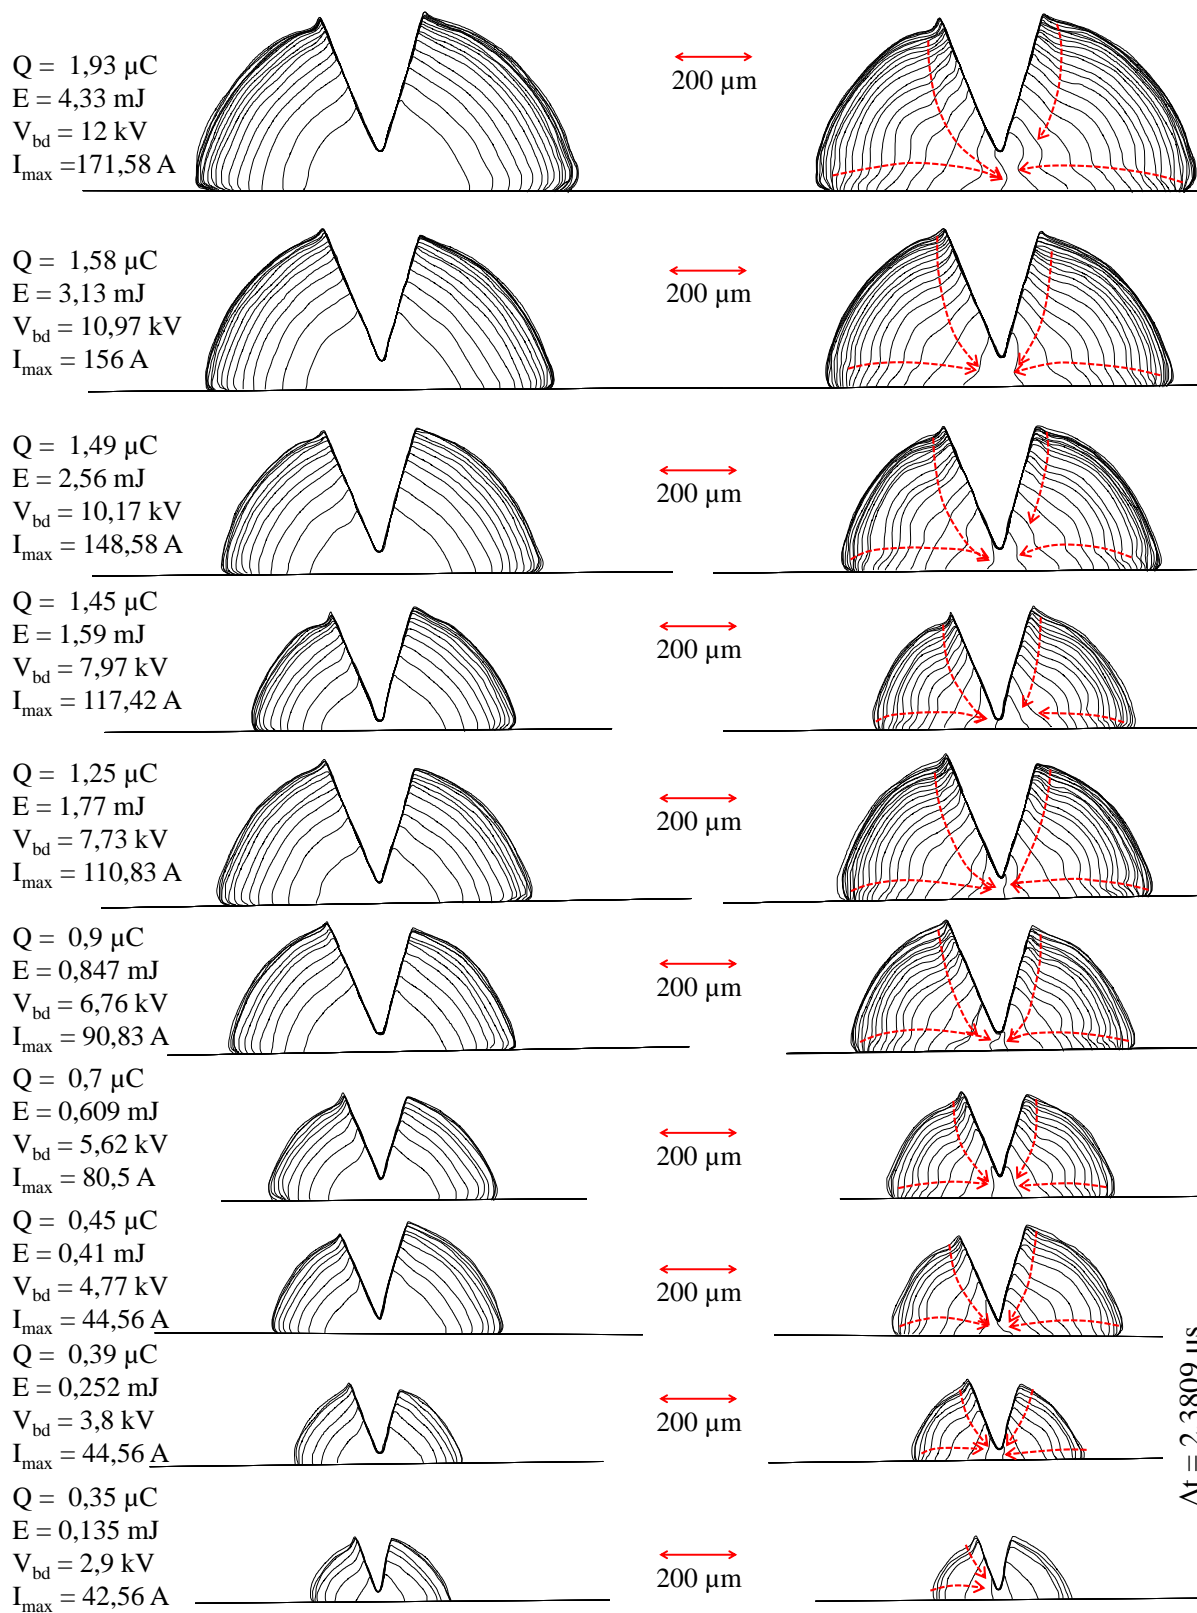 Q = 1,93 µC
E = 4,33 mJ
V_bd = 12 kV
I_max =171,58 A
200 µm
Q = 1,58 µC
E = 3,13 mJ
V_bd = 10,97 kV
I_max = 156 A
200 µm
Q = 1,49 µC
E = 2,56 mJ
V_bd = 10,17 kV
I_max = 148,58 A
200 µm
Q = 1,45 µC
E = 1,59 mJ
V_bd = 7,97 kV
I_max = 117,42 A
200 µm
Q = 1,25 µC
E = 1,77 mJ
V_bd = 7,73 kV
I_max = 110,83 A
200 µm
Q = 0,9 µC
E = 0,847 mJ
V_bd = 6,76 kV
I_max = 90,83 A
200 µm
Q = 0,7 µC
E = 0,609 mJ
V_bd = 5,62 kV
I_max = 80,5 A
200 µm
Q = 0,45 µC
E = 0,41 mJ
V_bd = 4,77 kV
I_max = 44,56 A
200 µm
Q = 0,39 µC
E = 0,252 mJ
V_bd = 3,8 kV
I_max = 44,56 A
200 µm
Q = 0,35 µC
E = 0,135 mJ
V_bd = 2,9 kV
I_max = 42,56 A
200 µm
Δt = 2,3809 µs